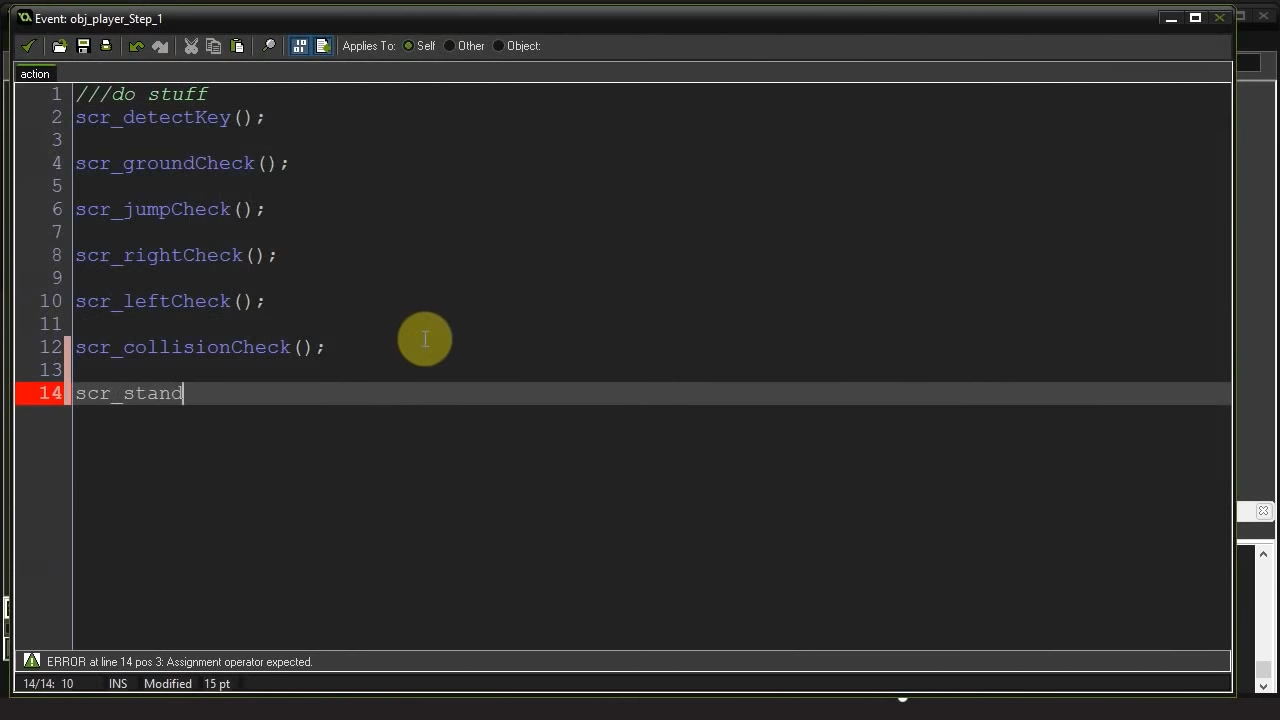 Event: obj_player_Step_1
Applies To: Self Other Object:
action
1 ///do stuff
2 scr_detectKey();
3
4 scr_groundCheck();
5
6 scr_jumpCheck();
7
8 scr_rightCheck();
9
10 scr_leftCheck();
11
12 scr_collisionCheck();
13
14 scr_stand
ERROR at line 14 pos 3: Assignment operator expected.
14/14: 10 INS Modified 15 pt